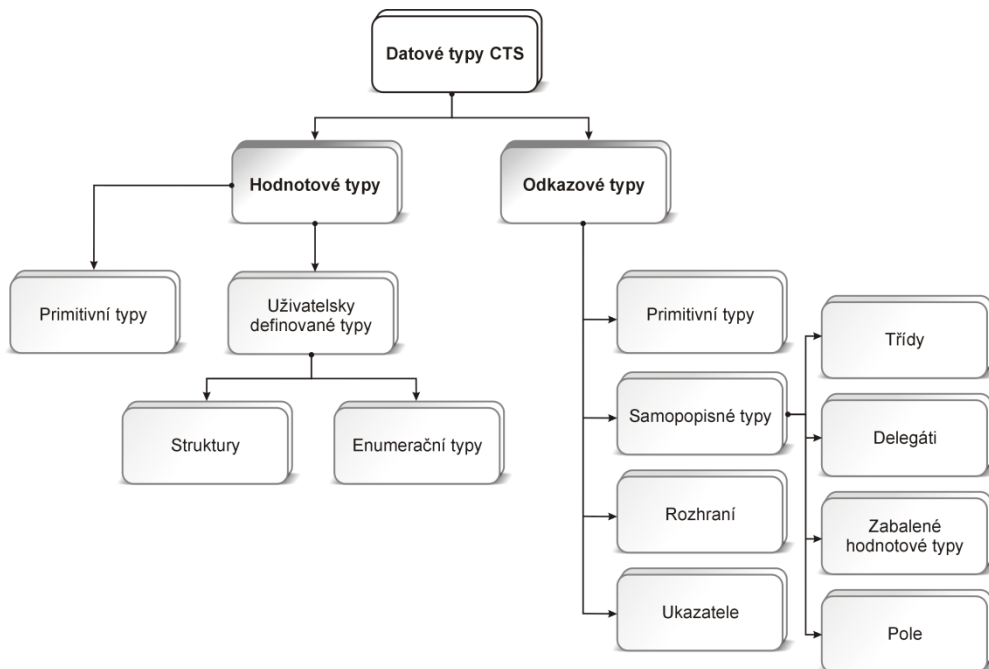 Datové typy CTS
Hodnotové typy
Odkazové typy
Primitivní typy
Uživatelsky
definované typy
Struktury
Enumerační typy
Primitivní typy
Samopopisné typy
Rozhraní
Ukazatele
Třídy
Delegáti
Zabalené
hodnotové typy
Pole